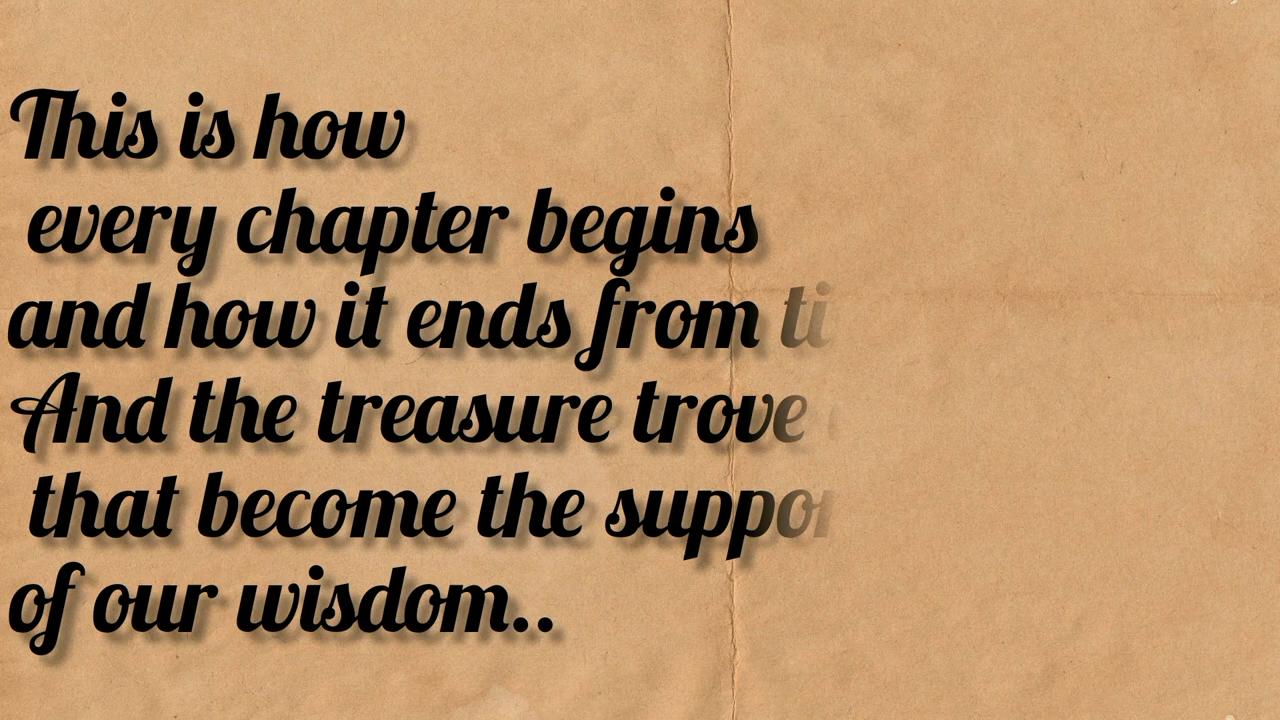 This is how
every chapter begins
and how it ends from
And the treasure trove
that become the
of our wisdom..